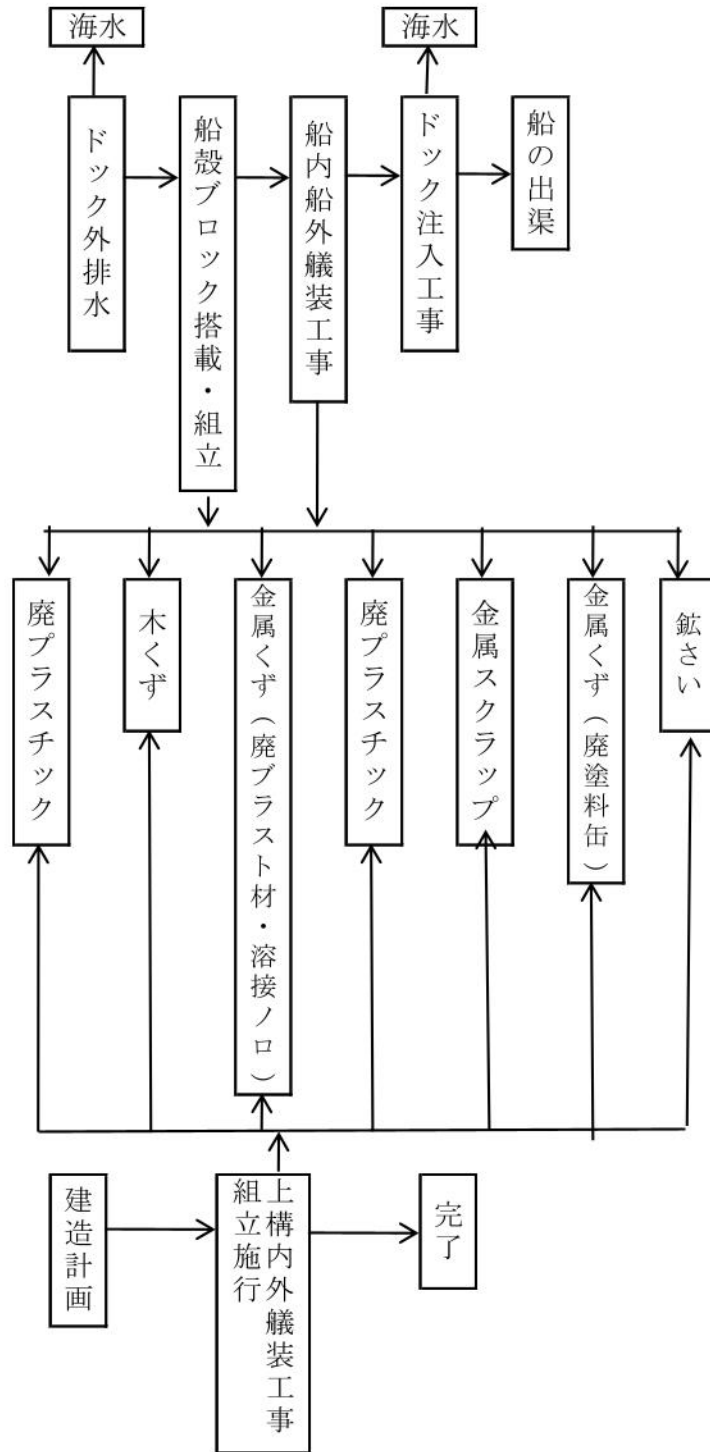 海水
海水
ドック外排水
船殻ブロック搭載・組立
船内船外艤装工事
ドック注入工事
船の出渠
廃プラスチック
木くず
金属くず（廃ブラスト材・溶接ノロ）
廃プラスチック
金属スクラップ
金属くず（廃塗料缶）
鉱さい
建造計画
上構内外艤装工事
組立施行
完了